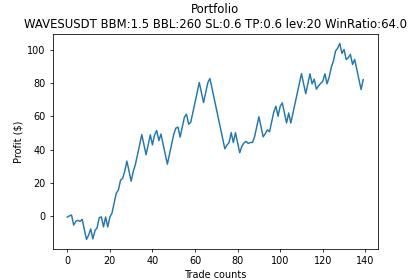 Portfolio
WAVESUSDT BBM:1.5 BBL:260 SL:0.6 TP:0.6 lev:20 WinRatio:64.0
100
80
60
40
20
0
Profit ($)
0 20 40 60 80 100 120 140
Trade counts